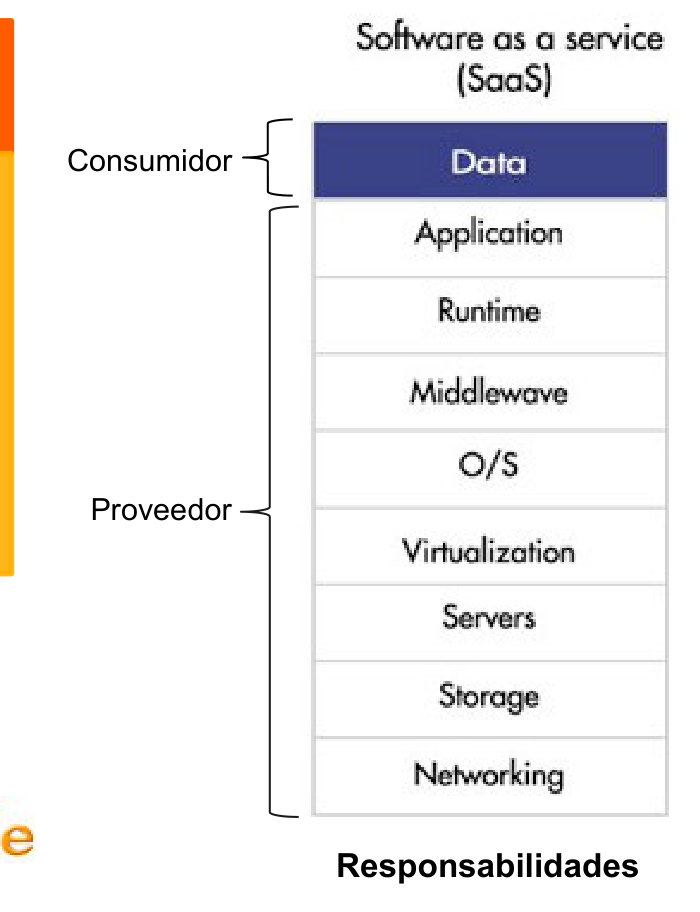 Software as a service
(SaaS)
Consumidor
Data
Application
Runtime
Middlewave
O/S
Proveedor
Virtualization
Servers
Storage
Networking
e
Responsabilidades